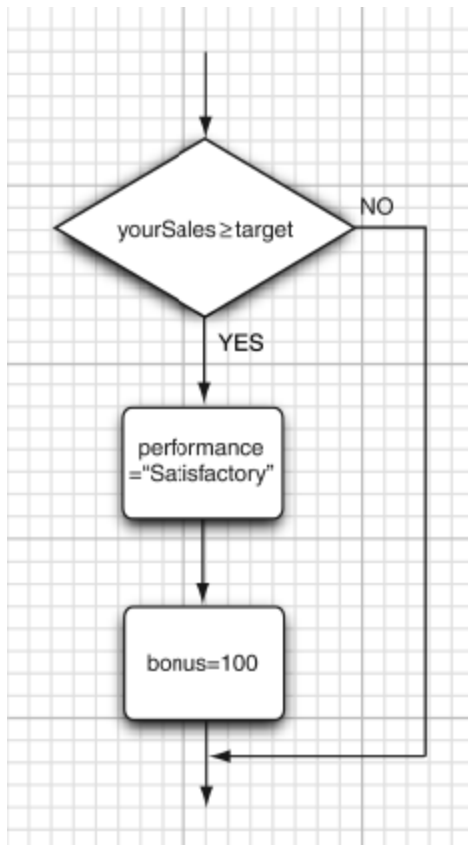 yourSales≥target
NO
YES
performance
=“Satisfactory”
bonus=100